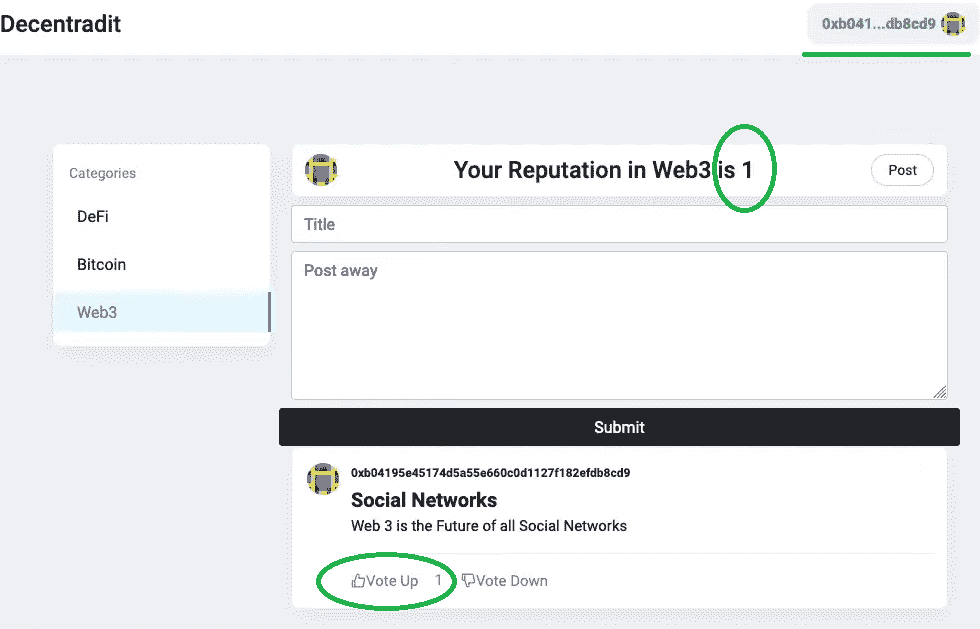 Decentradit
0xb041...db8cd9
Categories
DeFi
Bitcoin
Web3
Your Reputation in Web3 is 1
Post
Title
Post away
Submit
0xb04195e45174d5a55e660c0d1127f182efdb8cd9
Social Networks
Web 3 is the Future of all Social Networks
Vote Up 1 Vote Down